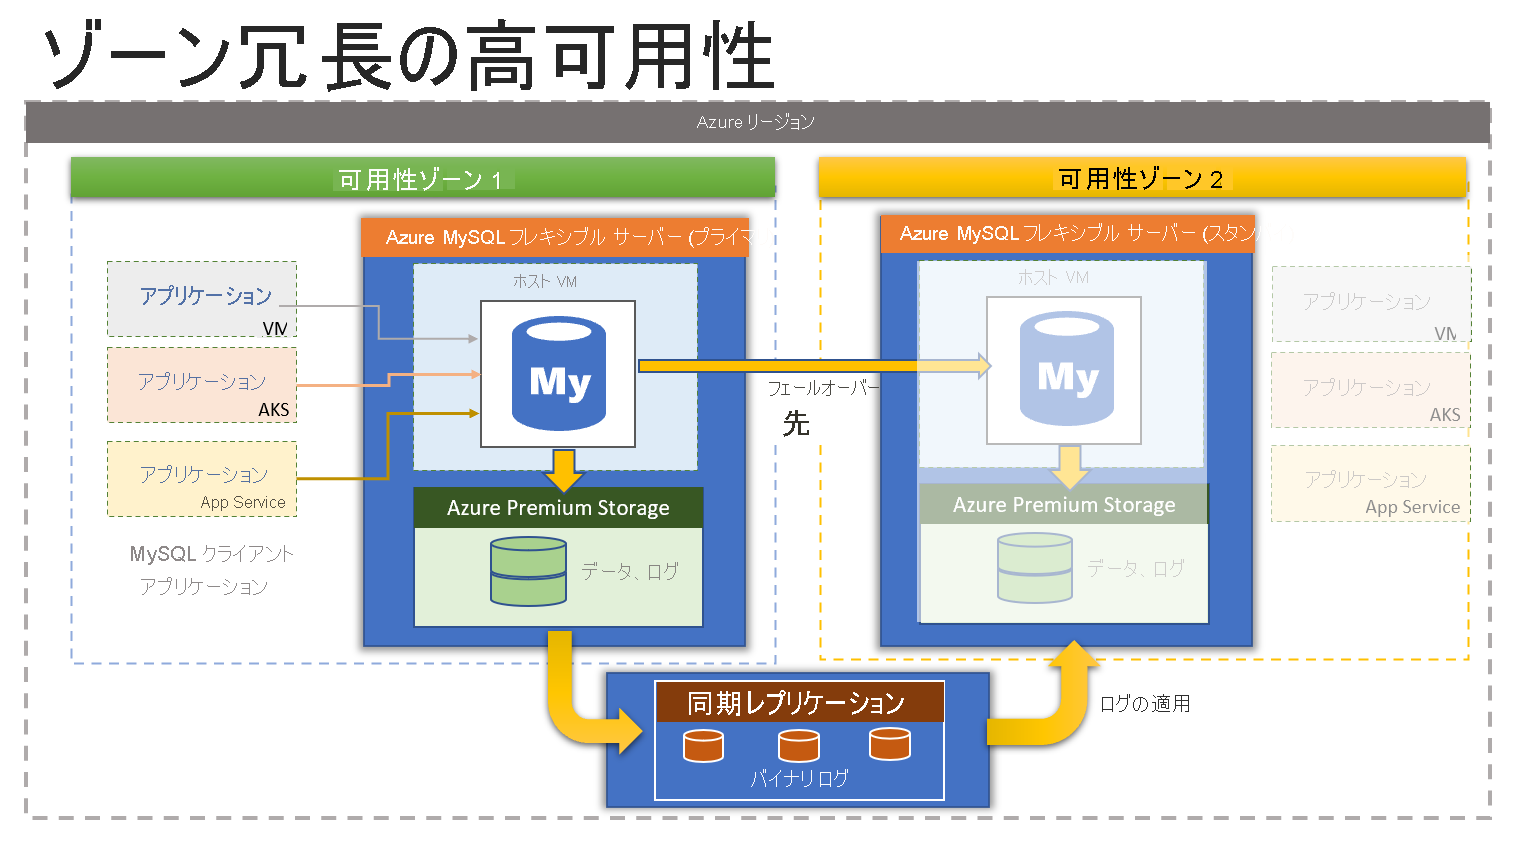 ゾーン冗長の高可用性
Azure リージョン
可用性ゾーン 1
Azure MySQL フレキシブル サーバー (プライマ
ホスト VM
アプリケーション
VM
アプリケーション
AKS
アプリケーション
App Service
MySQL クライアント
アプリケーション
My
Azure Premium Storage
データ、ログ
フェールオーバー
先
可用性ゾーン 2
Azure MySQL フレキシブル サーバー (スタン
ホスト VM
My
Azure Premium Storage
データ、ログ
アプリケーション
VM
アプリケーション
AKS
アプリケーション
App Service
同期レプリケーション
バイナリ ログ
ログの適用